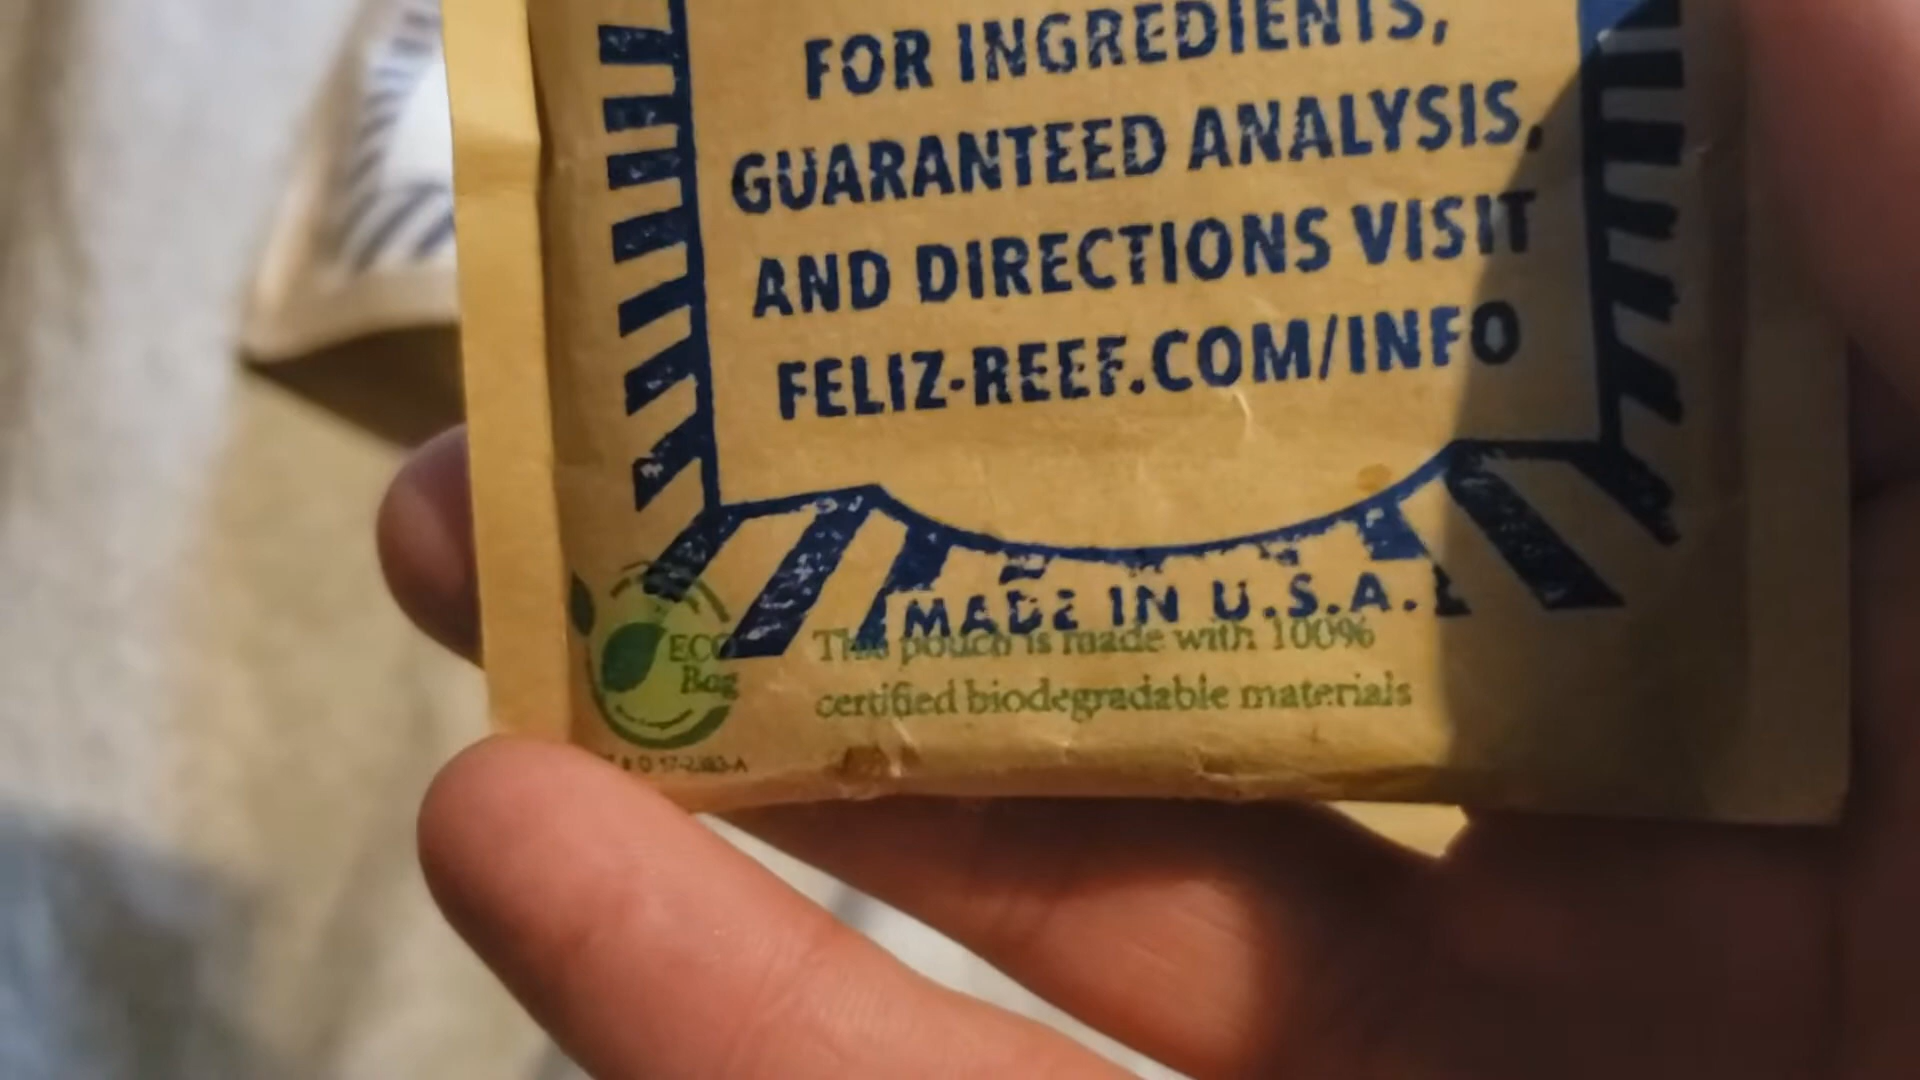 FOR INGREDIENTS,
GUARANTEED ANALYSIS,
AND DIRECTIONS VISIT
FELIZ-REEF.COM/INFO
MADE IN U.S.A.
This pouch is made with 100%
certified biodegradable materials
ECO
Bag